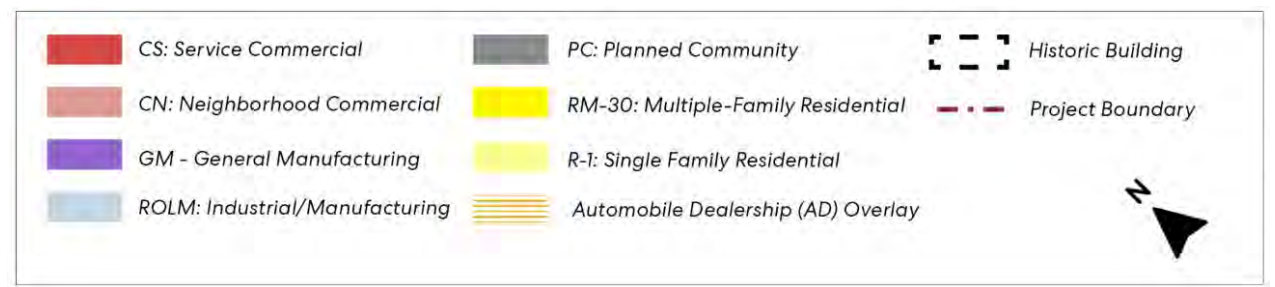 CS: Service Commercial
CN: Neighborhood Commercial
GM - General Manufacturing
ROLM: Industrial/Manufacturing
PC: Planned Community
RM-30: Multiple-Family Residential
R-1: Single Family Residential
Automobile Dealership (AD) Overlay
Historic Building
Project Boundary
N